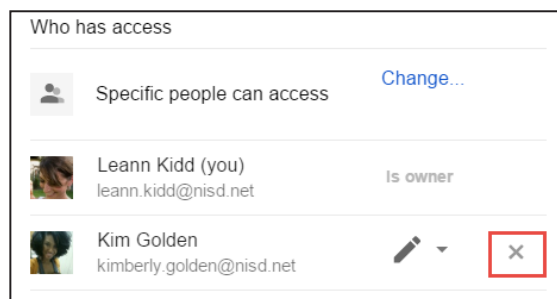 Who has access
Specific people can access
Change...
Leann Kidd (you)
leann.kidd@nisd.net
Is owner
Kim Golden
kimberly.golden@nisd.net